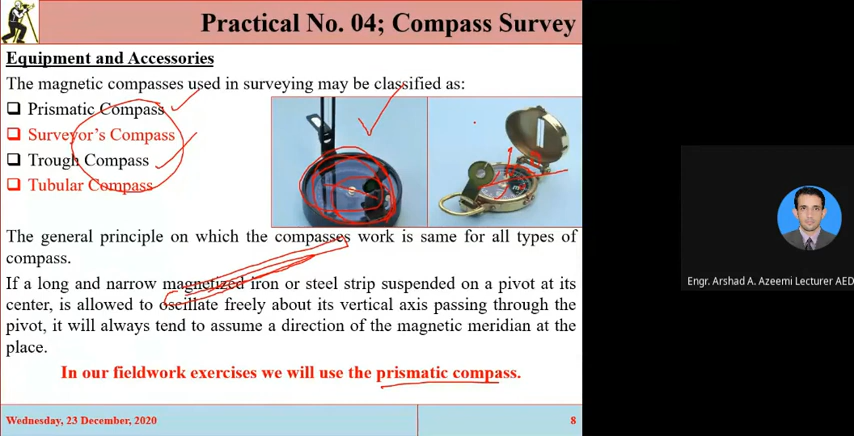 Practical No. 04; Compass Survey
Equipment and Accessories
The magnetic compasses used in surveying may be classified as:
❑ Prismatic Compass
❑ Surveyor's Compass
❑ Trough Compass
❑ Tubular Compass
The general principle on which the compasses work is same for all types of
compass.
If a long and narrow magnetized iron or steel strip suspended on a pivot at its
center, is allowed to oscillate freely about its vertical axis passing through the
pivot, it will always tend to assume a direction of the magnetic meridian at the
place.
In our fieldwork exercises we will use the prismatic compass.
Wednesday, 23 December, 2020
8
Engr. Arshad A. Azeemi Lecturer AED